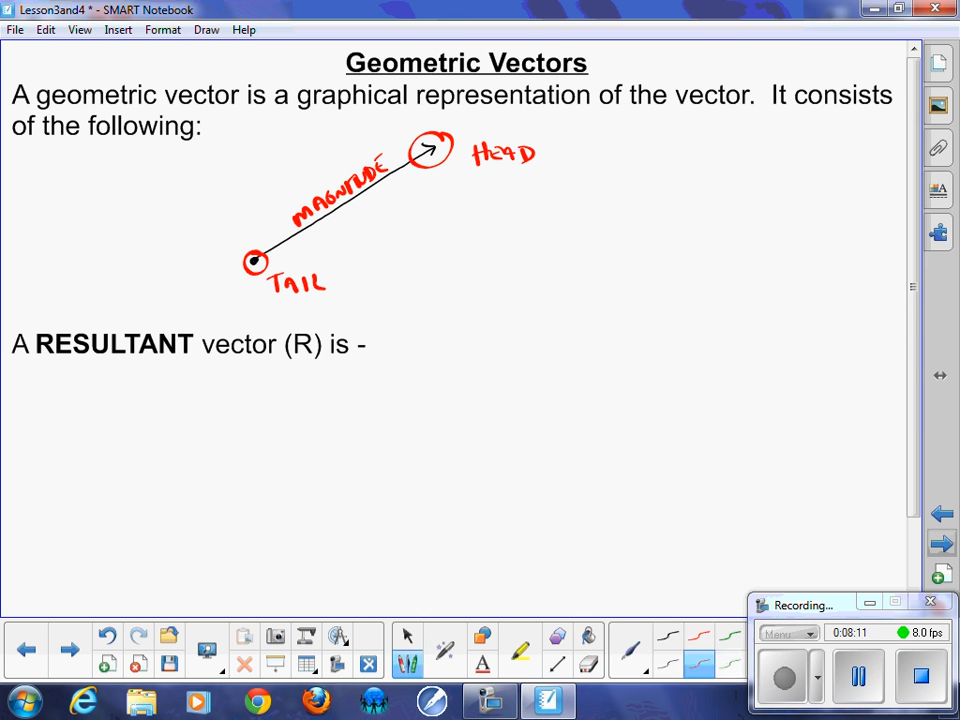 Lesson3and4 * - SMART Notebook
File Edit View Insert Format Draw Help
Geometric Vectors
A geometric vector is a graphical representation of the vector. It consists
of the following:
HEAD
MAGNITUDE
TAIL
A RESULTANT vector (R) is -
Recording...
Menu 0:08:11 8.0 fps